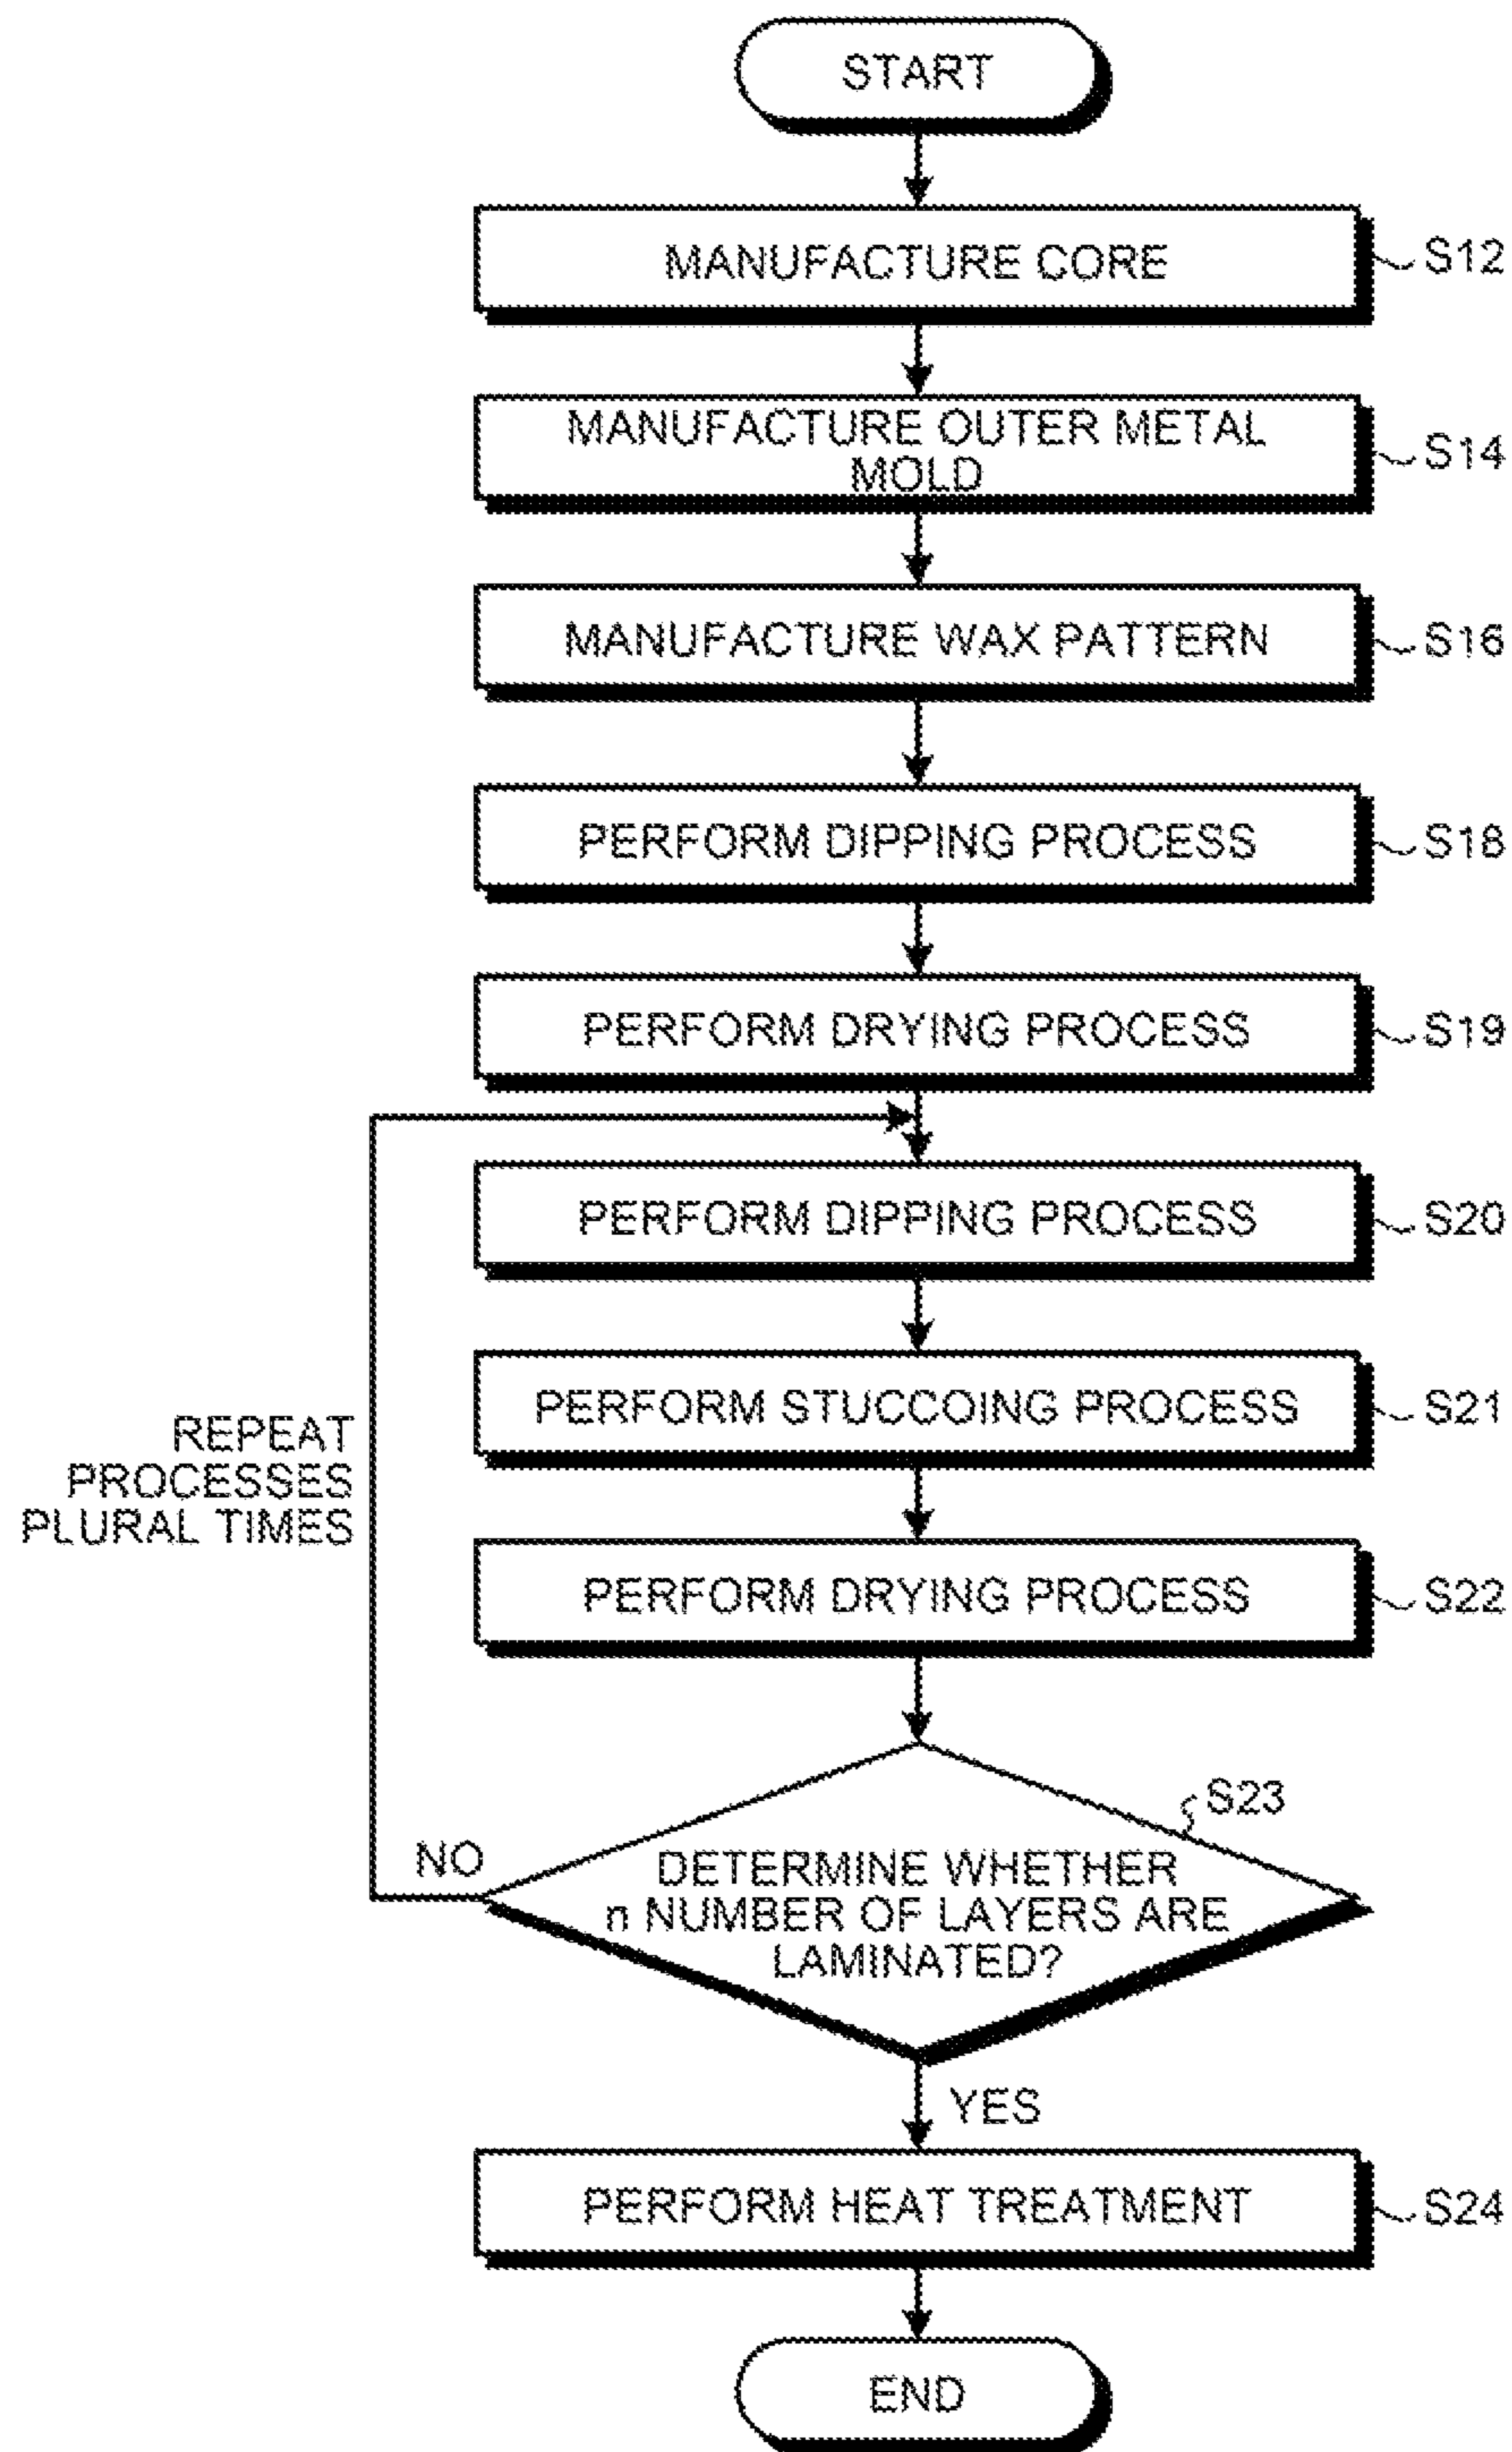 START
MANUFACTURE CORE
S12
MANUFACTURE OUTER METAL
MOLD
S14
MANUFACTURE WAX PATTERN
S16
PERFORM DIPPING PROCESS
S18
PERFORM DRYING PROCESS
S19
PERFORM DIPPING PROCESS
S20
PERFORM STUCCOING PROCESS
S21
REPEAT
PROCESSES
PLURAL TIMES
PERFORM DRYING PROCESS
S22
S23
NO
DETERMINE WHETHER
n NUMBER OF LAYERS ARE
LAMINATED?
YES
PERFORM HEAT TREATMENT
S24
END